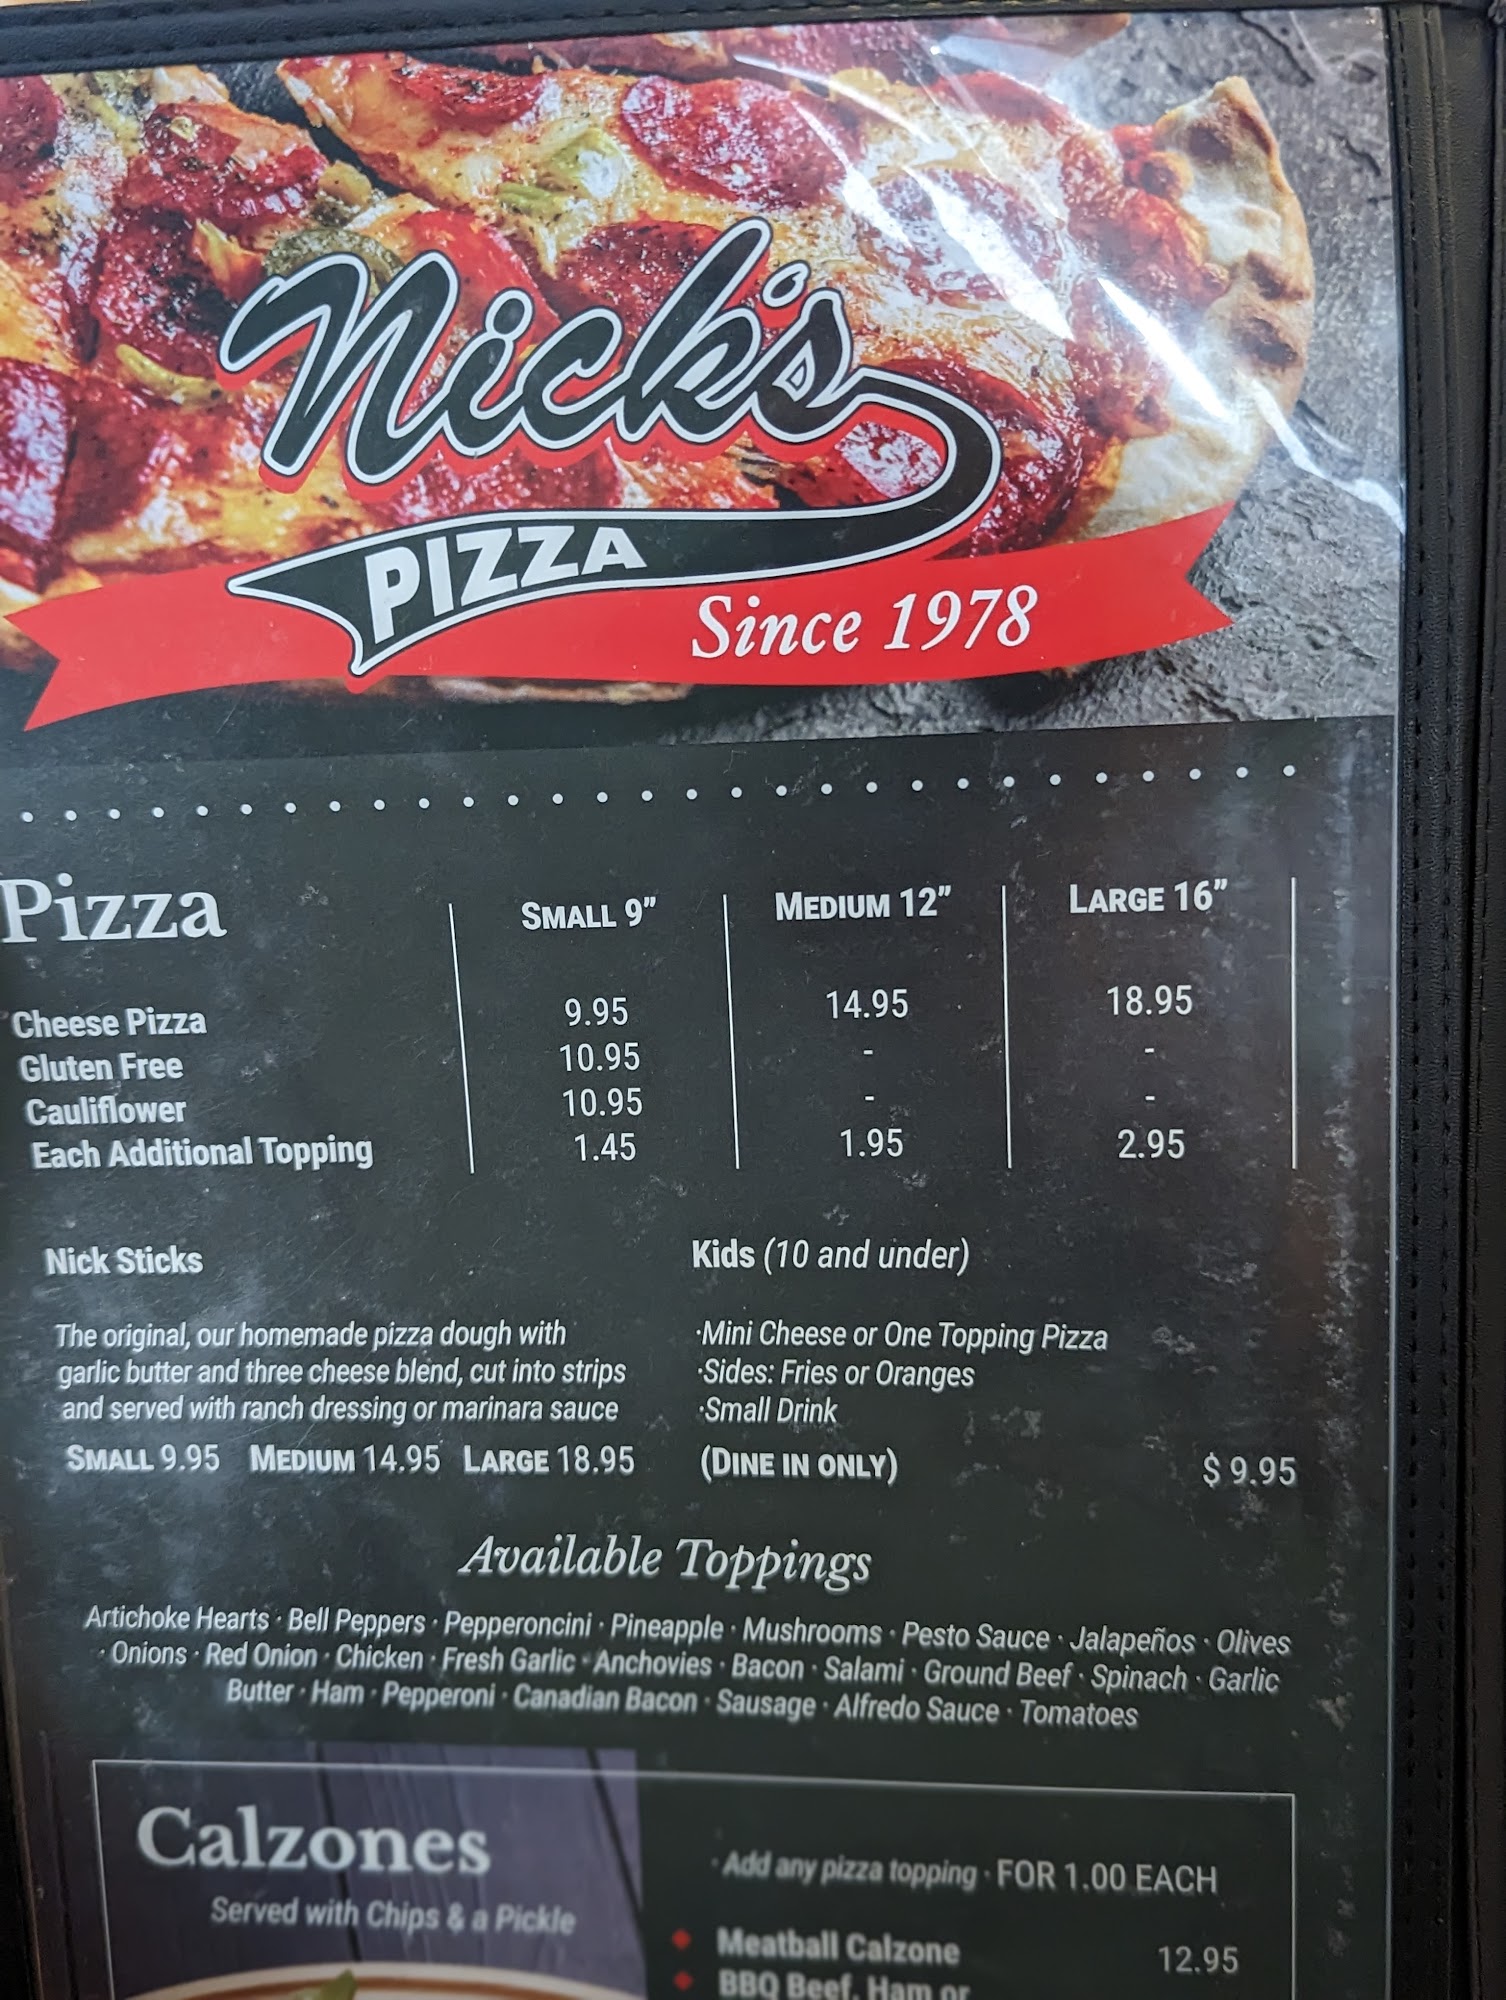 Nick's
PIZZA
Since 1978
Pizza SMALL 9” MEDIUM 12” LARGE 16”
Cheese Pizza 9.95 14.95 18.95
Gluten Free 10.95 - -
Cauliflower 10.95 - -
Each Additional Topping 1.45 1.95 2.95
Nick Sticks
The original, our homemade pizza dough with
garlic butter and three cheese blend, cut into strips
and served with ranch dressing or marinara sauce
SMALL 9.95 MEDIUM 14.95 LARGE 18.95
Kids (10 and under)
·Mini Cheese or One Topping Pizza
·Sides: Fries or Oranges
·Small Drink
(DINE IN ONLY) $ 9.95
Available Toppings
Artichoke Hearts · Bell Peppers · Pepperoncini · Pineapple · Mushrooms · Pesto Sauce · Jalapeños · Olives
· Onions · Red Onion · Chicken · Fresh Garlic · Anchovies · Bacon · Salami · Ground Beef · Spinach · Garlic
Butter · Ham · Pepperoni · Canadian Bacon · Sausage · Alfredo Sauce · Tomatoes
Calzones
Served with Chips & a Pickle
· Add any pizza topping · FOR 1.00 EACH
Meatball Calzone 12.95
BBQ Beef, Ham or